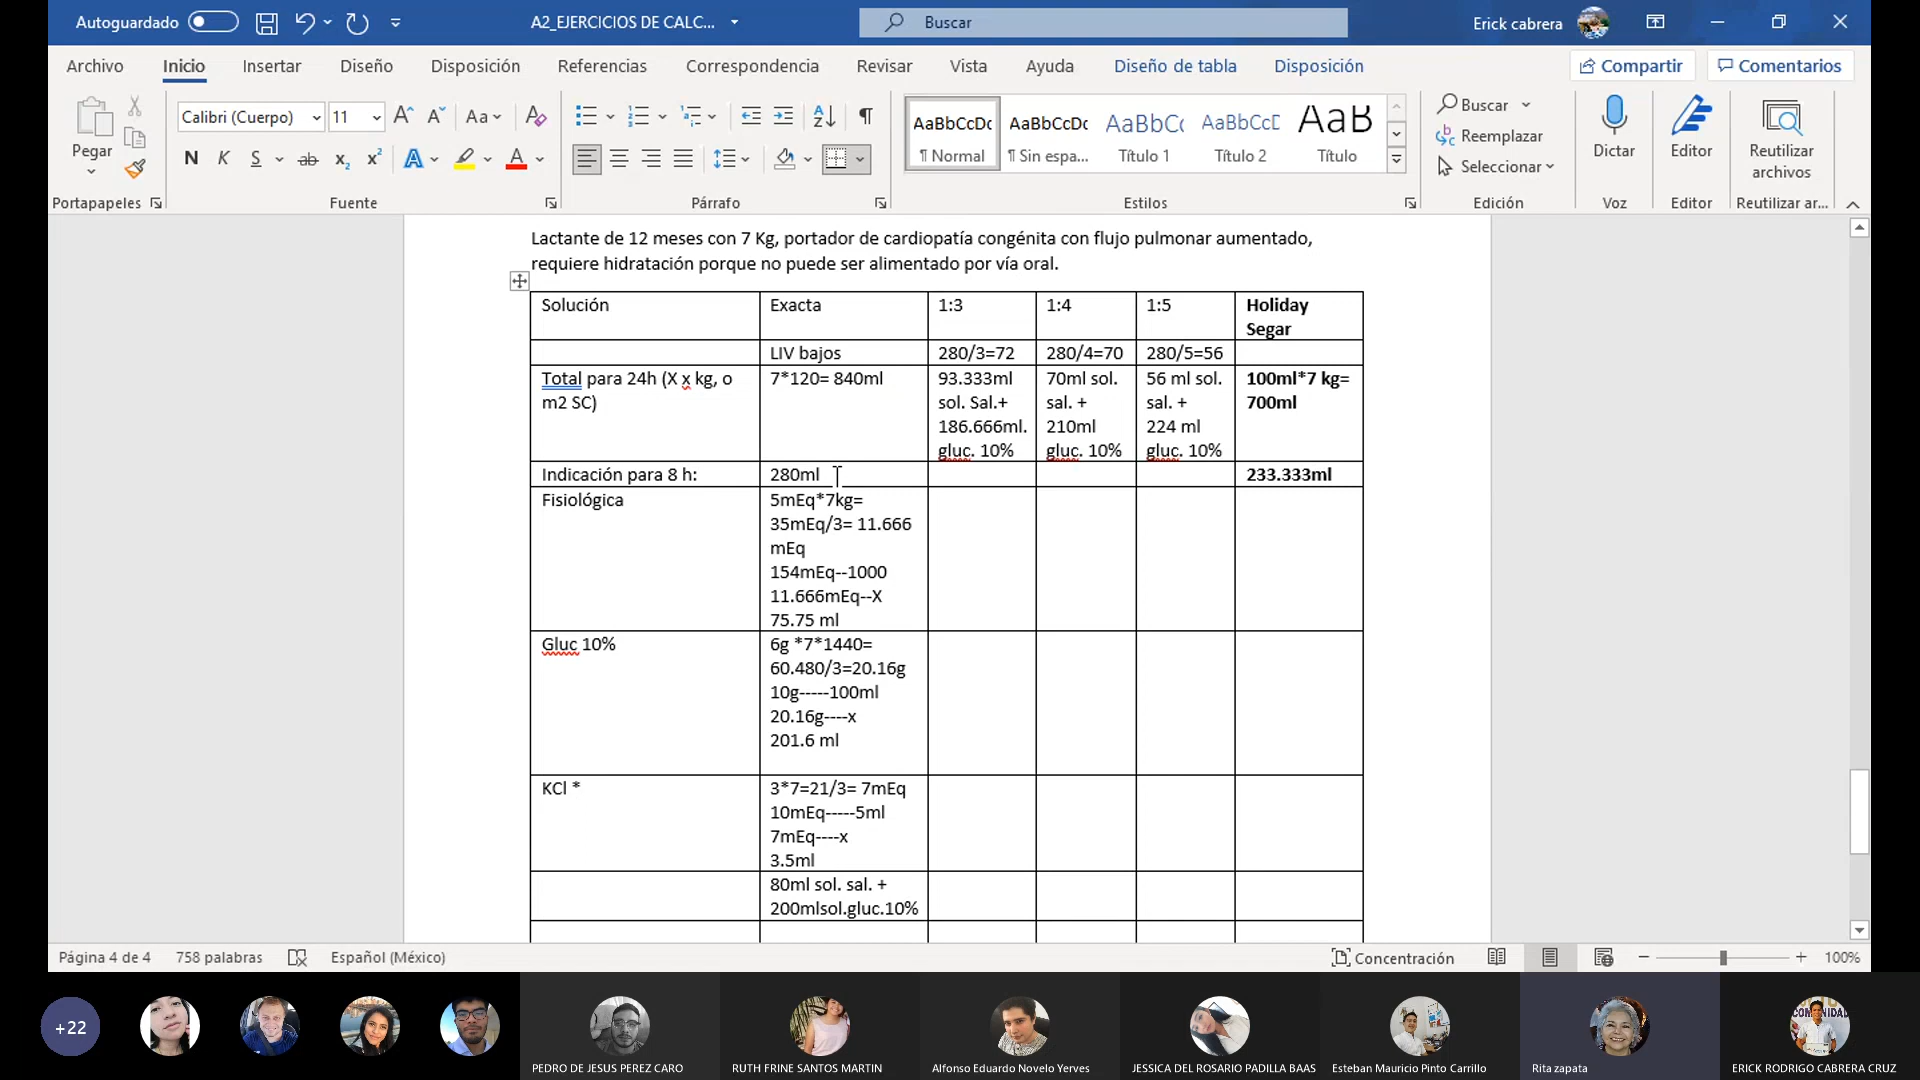 Autoguardado
A2_EJERCICIOS DE CALC...
Buscar
Erick cabrera
Archivo Inicio Insertar Diseño Disposición Referencias Correspondencia Revisar Vista Ayuda Diseño de tabla Disposición
Compartir Comentarios
Calibri (Cuerpo) 11
Pegar
N K S ab x₂ x² A A
AaBbCcDc AaBbCcDc AaBbC AaBbCcD AaB
¶ Normal ¶ Sin espa... Título 1 Título 2 Título
Buscar
Reemplazar
Seleccionar
Dictar
Editor
Reutilizar
archivos
Portapapeles Fuente Párrafo Estilos Edición Voz Editor Reutilizar ar...
Lactante de 12 meses con 7 Kg, portador de cardiopatía congénita con flujo pulmonar aumentado,
requiere hidratación porque no puede ser alimentado por vía oral.
Solución Exacta 1:3 1:4 1:5 Holiday
Segar
LIV bajos 280/3=72 280/4=70 280/5=56
Total para 24h (X x kg, o 7*120= 840ml 93.333ml 70ml sol. 56 ml sol. 100ml*7 kg=
m2 SC) sol. Sal.+ sal. + sal. + 700ml
186.666ml. 210ml 224 ml
gluc. 10% gluc. 10% gluc. 10%
Indicación para 8 h: 280ml 233.333ml
Fisiológica 5mEq*7kg=
35mEq/3= 11.666
mEq
154mEq--1000
11.666mEq--X
75.75 ml
Gluc 10% 6g *7*1440=
60.480/3=20.16g
10g-----100ml
20.16g----x
201.6 ml
KCl * 3*7=21/3= 7mEq
10mEq-----5ml
7mEq----x
3.5ml
80ml sol. sal. +
200mlsol.gluc.10%
Página 4 de 4 758 palabras Español (México) Concentración 100%
+22
PEDRO DE JESUS PEREZ CARO
RUTH FRINE SANTOS MARTIN
Alfonso Eduardo Novelo Yerves
JESSICA DEL ROSARIO PADILLA BAAS
Esteban Mauricio Pinto Carrillo
Rita zapata
ERICK RODRIGO CABRERA CRUZ